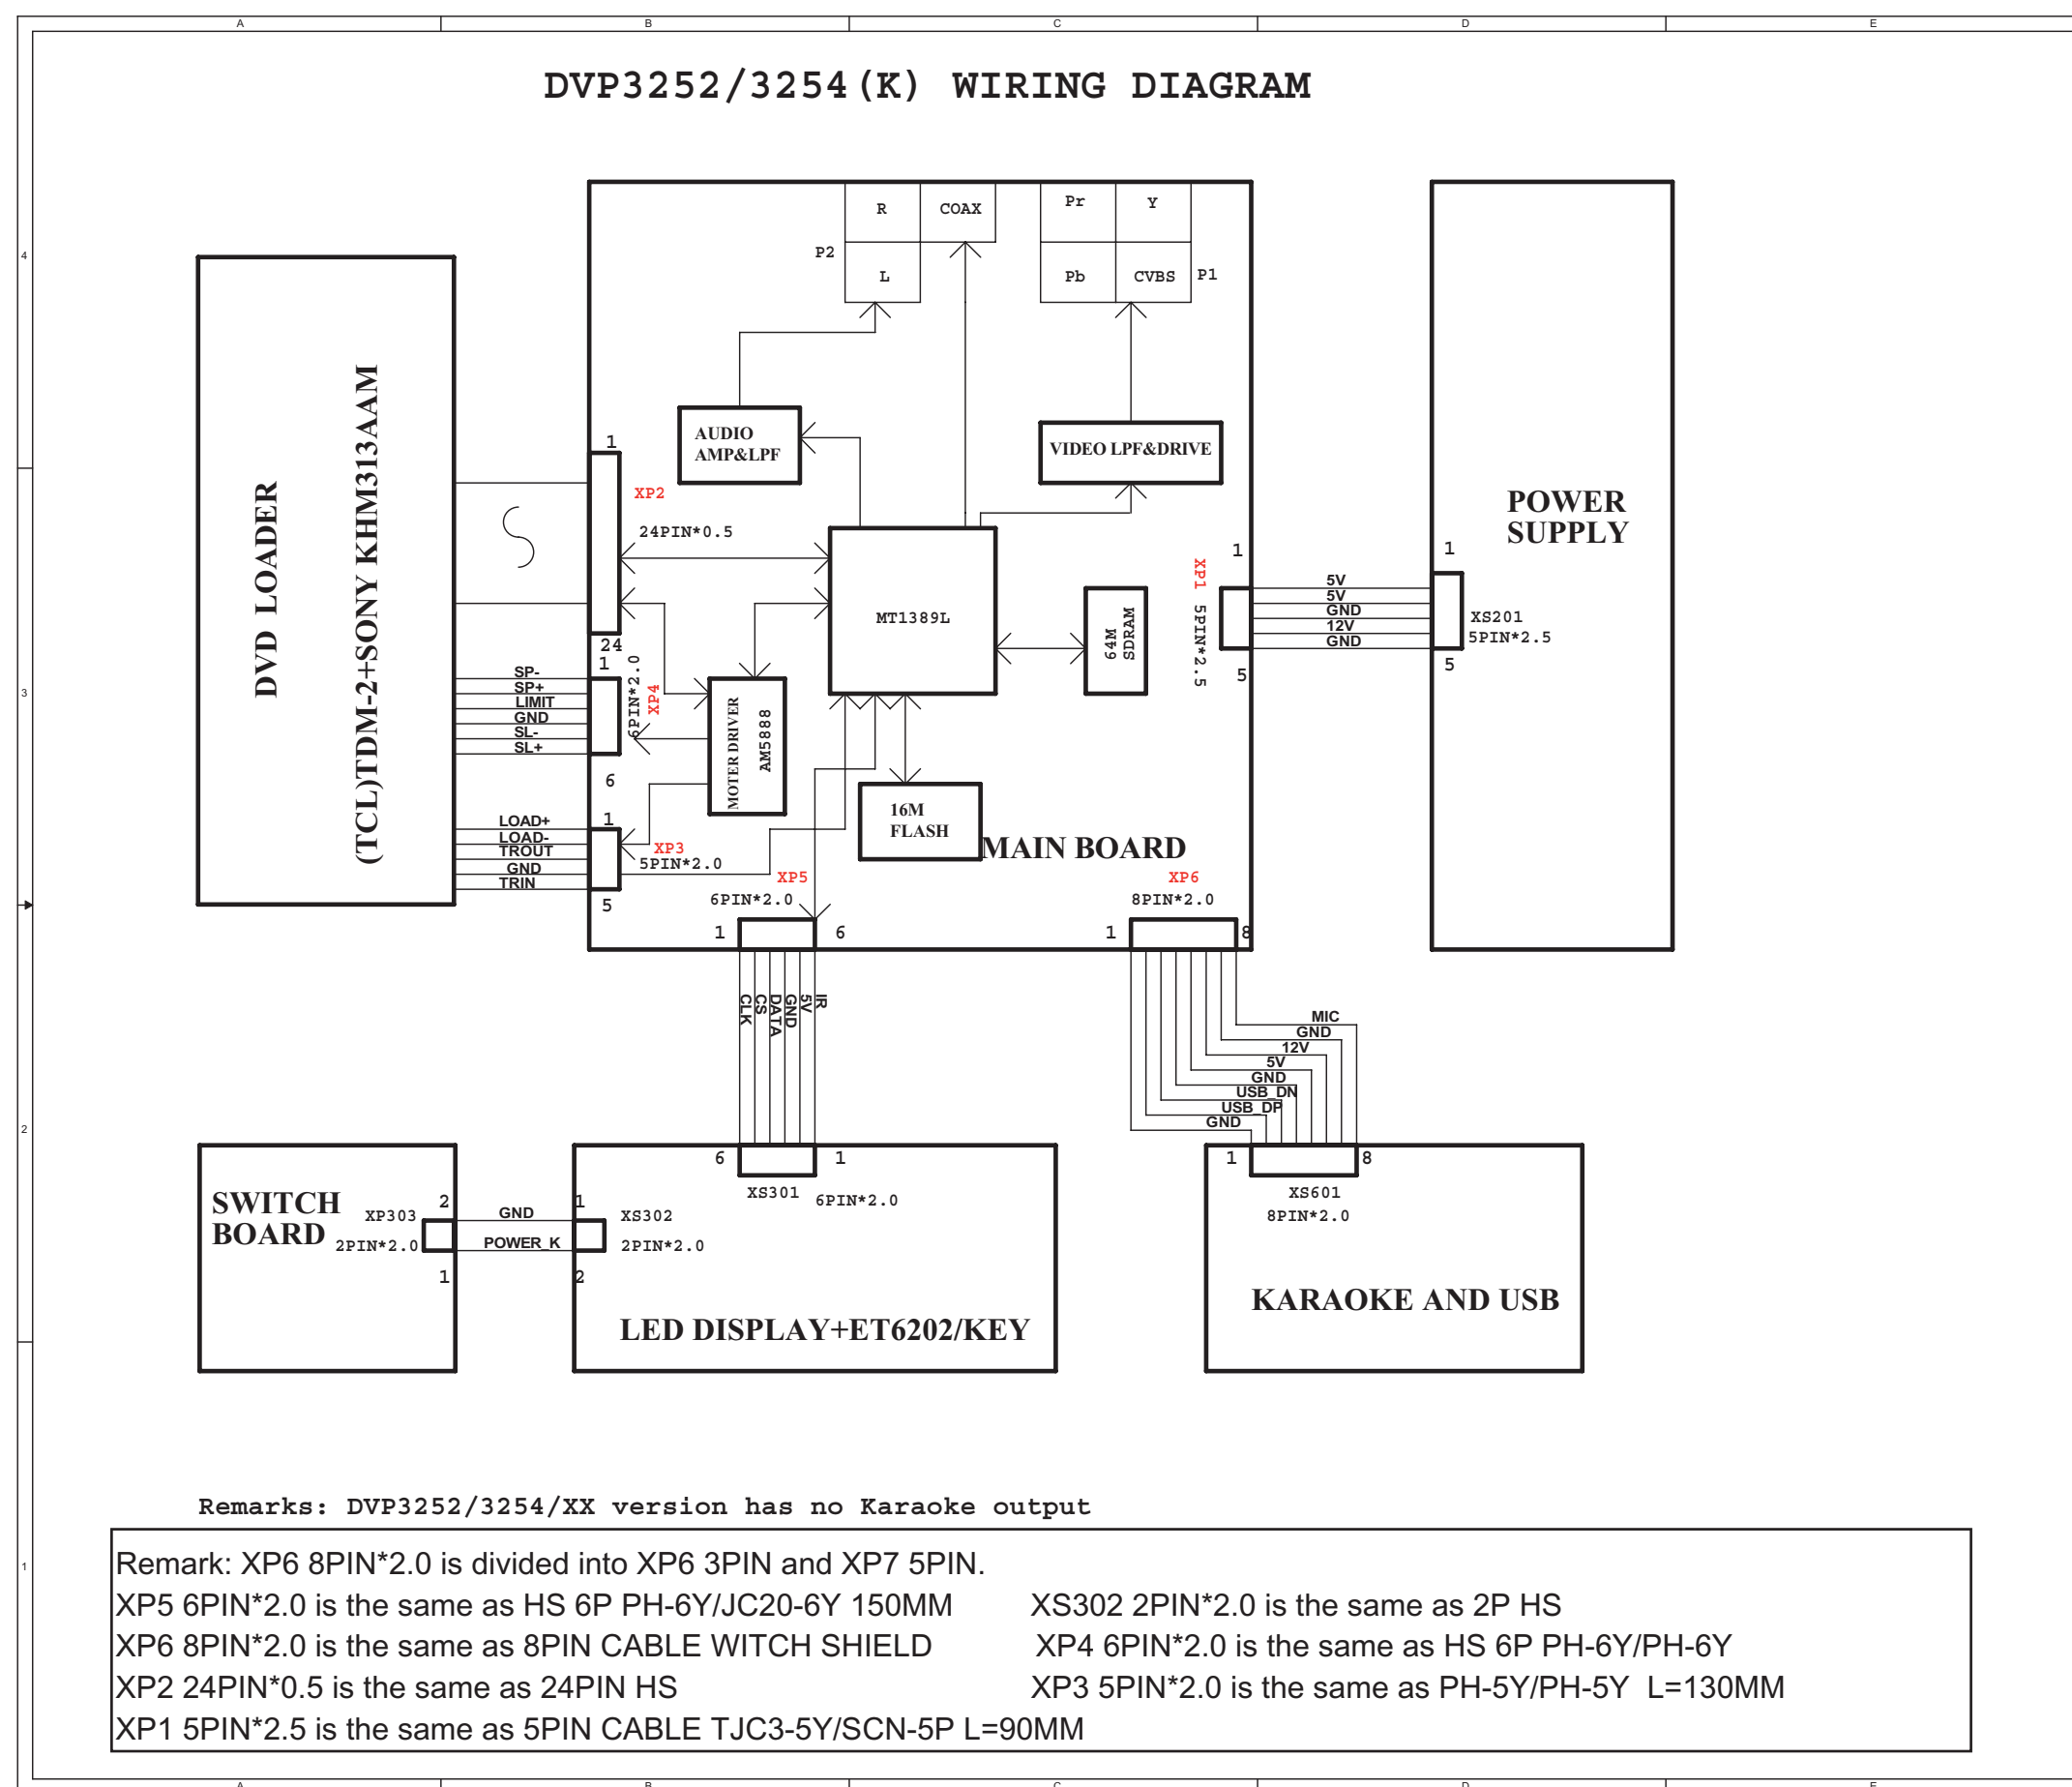 A B C D E
DVP3252/3254(K) WIRING DIAGRAM
4
3
2
1
R
COAX
L
P2
Pr
Y
Pb
CVBS
P1
DVD LOADER
(TCL)TDM-2+SONY KHM313AAM
AUDIO
AMP&LPF
VIDEO LPF&DRIVE
1
XP2
24PIN*0.5
24
MT1389L
64M
SDRAM
1
XP1
5PIN*2.5
5
5V
5V
GND
12V
GND
1
XS201
5PIN*2.5
5
POWER
SUPPLY
SP-
SP+
LIMIT
GND
SL-
SL+
1
6PIN*2.0
XP4
6
MOTER DRIVER
AM5888
16M
FLASH
MAIN BOARD
LOAD+
LOAD-
TROUT
GND
TRIN
1
XP3
5PIN*2.0
5
XP5
6PIN*2.0
1
6
XP6
8PIN*2.0
1
8
CLK
CS
DATA
GND
5V
IR
MIC
GND
12V
5V
GND
USB_DN
USB_DP
GND
SWITCH
BOARD
XP303
2PIN*2.0
2
1
GND
POWER_K
1
2
XS302
2PIN*2.0
6
1
XS301
6PIN*2.0
LED DISPLAY+ET6202/KEY
1
8
XS601
8PIN*2.0
KARAOKE AND USB
Remarks: DVP3252/3254/XX version has no Karaoke output
Remark: XP6 8PIN*2.0 is divided into XP6 3PIN and XP7 5PIN.
XP5 6PIN*2.0 is the same as HS 6P PH-6Y/JC20-6Y 150MM XS302 2PIN*2.0 is the same as 2P HS
XP6 8PIN*2.0 is the same as 8PIN CABLE WITCH SHIELD XP4 6PIN*2.0 is the same as HS 6P PH-6Y/PH-6Y
XP2 24PIN*0.5 is the same as 24PIN HS XP3 5PIN*2.0 is the same as PH-5Y/PH-5Y L=130MM
XP1 5PIN*2.5 is the same as 5PIN CABLE TJC3-5Y/SCN-5P L=90MM
A B C D E